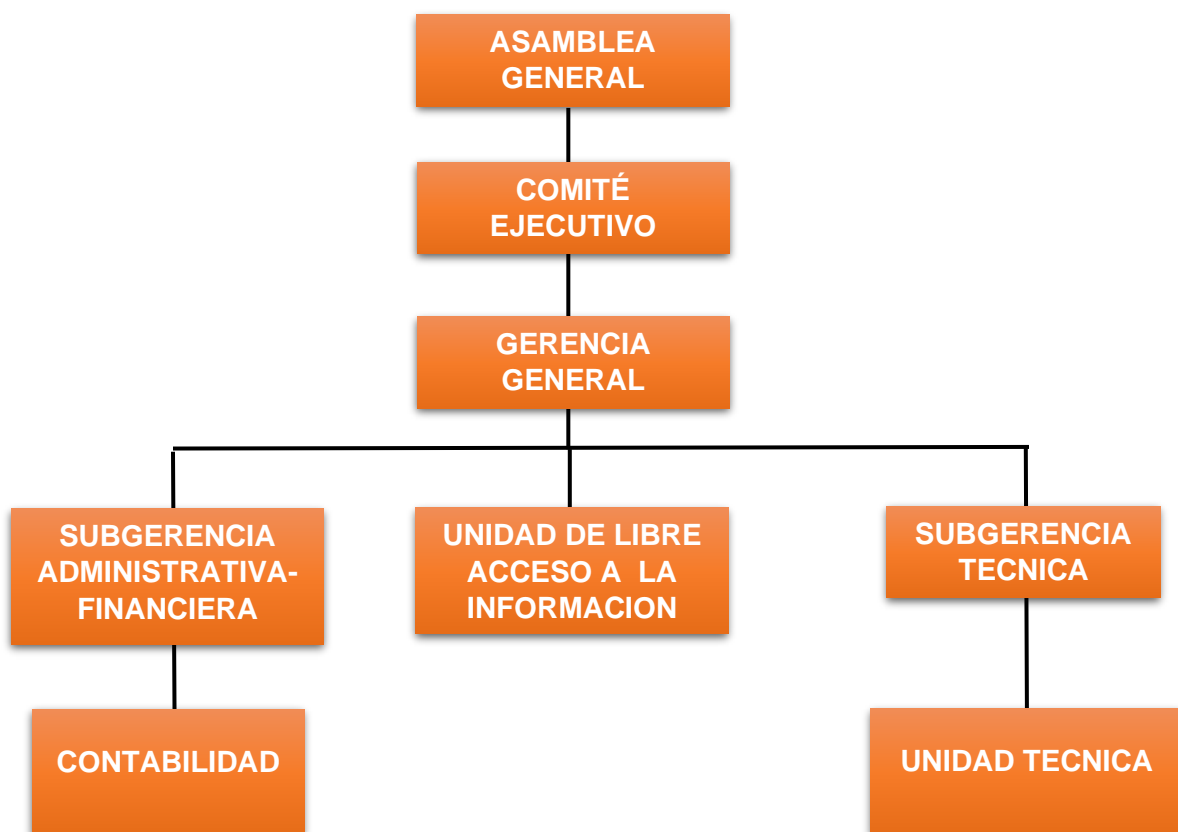 ASAMBLEA
GENERAL
COMITÉ
EJECUTIVO
GERENCIA
GENERAL
SUBGERENCIA
ADMINISTRATIVA-
FINANCIERA
UNIDAD DE LIBRE
ACCESO A LA
INFORMACION
SUBGERENCIA
TECNICA
CONTABILIDAD
UNIDAD TECNICA